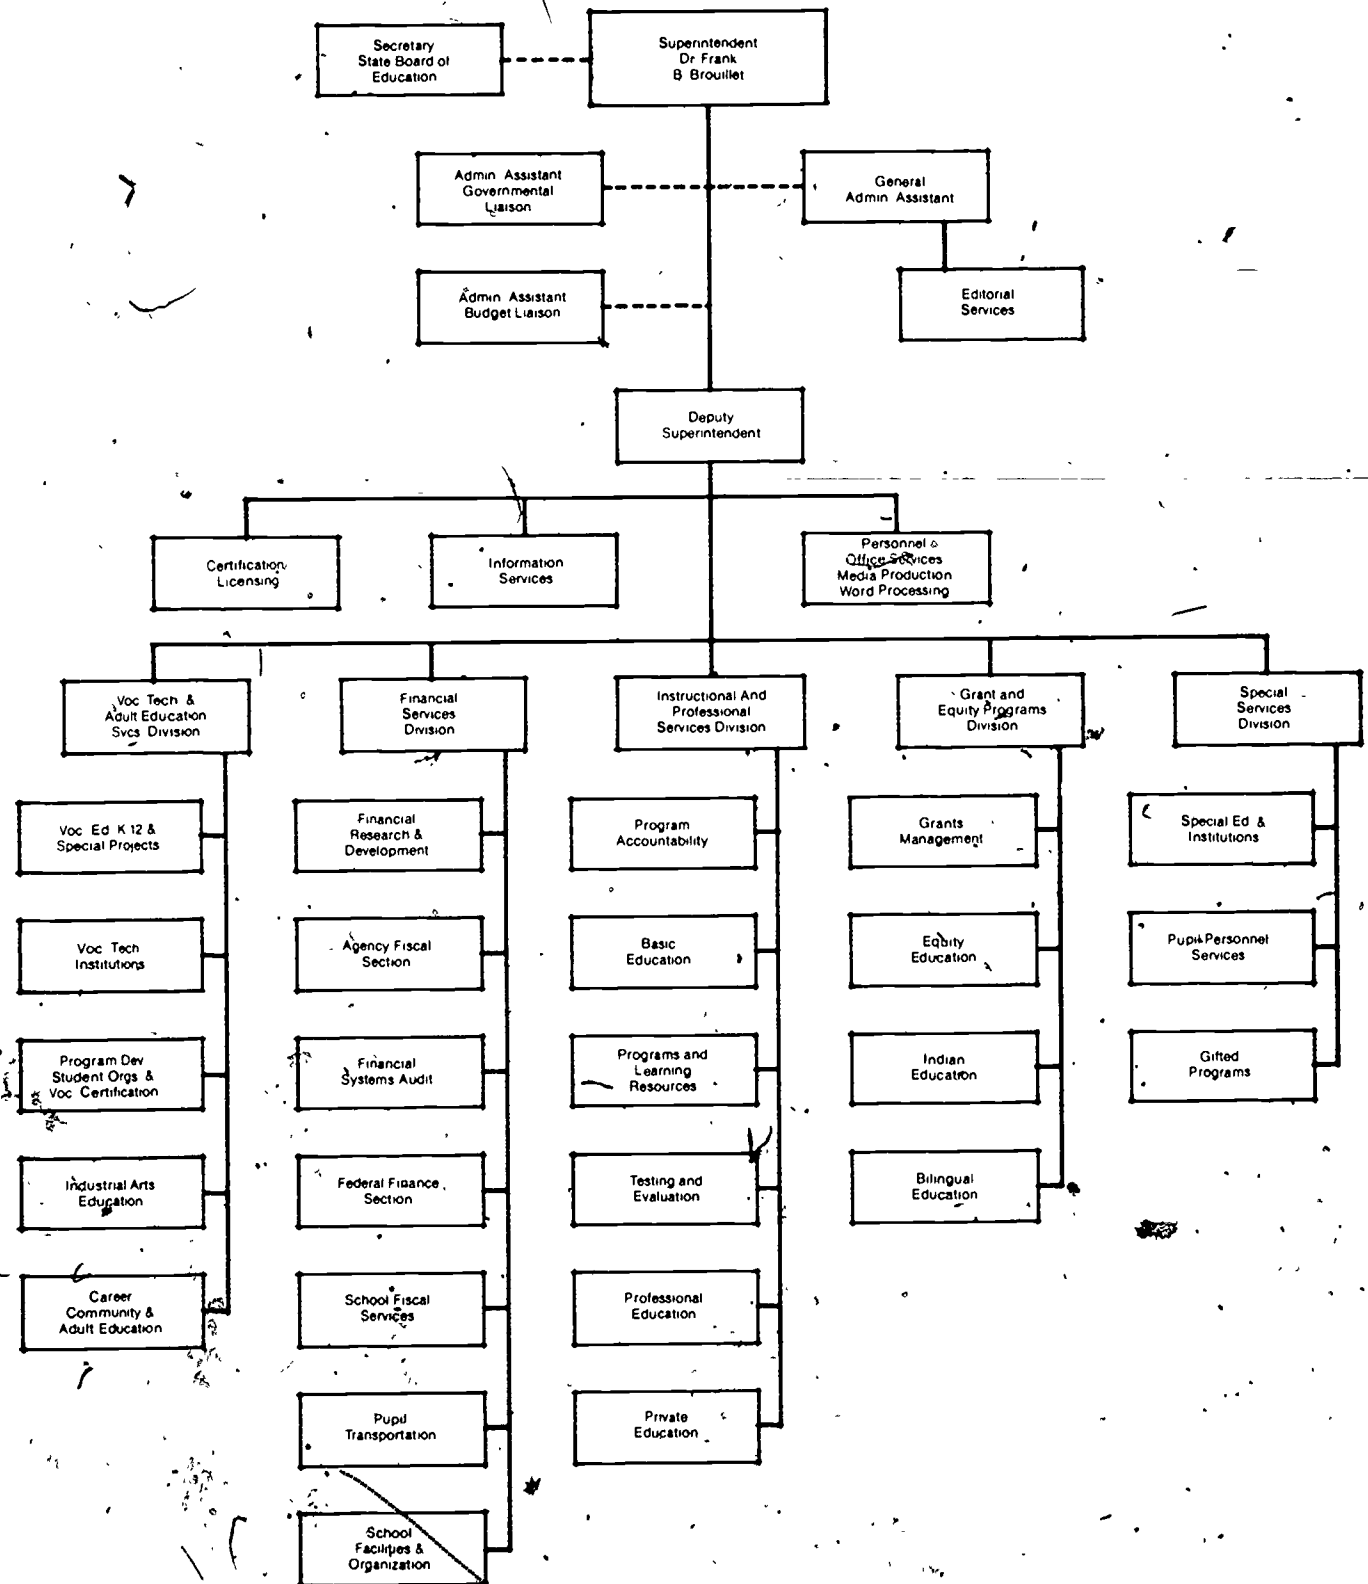 Secretary
State Board of
Education
Superintendent
Dr Frank
B Brouillet
Admin Assistant
Governmental
Liaison
General
Admin Assistant
Admin Assistant
Budget Liaison
Editorial
Services
Deputy
Superintendent
Certification
Licensing
Information
Services
Personnel &
Office Services
Media Production
Word Processing
Voc Tech &
Adult Education
Svcs Division
Financial
Services
Division
Instructional And
Professional
Services Division
Grant and
Equity Programs
Division
Special
Services
Division
Voc Ed K 12 &
Special Projects
Voc Tech
Institutions
Program Dev
Student Orgs &
Voc Certification
Industrial Arts
Education
Career
Community &
Adult Education
Financial
Research &
Development
Agency Fiscal
Section
Financial
Systems Audit
Federal Finance
Section
School Fiscal
Services
Pupil
Transportation
School
Facilities &
Organization
Program
Accountability
Basic
Education
Programs and
Learning
Resources
Testing and
Evaluation
Professional
Education
Private
Education
Grants
Management
Equity
Education
Indian
Education
Bilingual
Education
Special Ed &
Institutions
Pupil Personnel
Services
Gifted
Programs